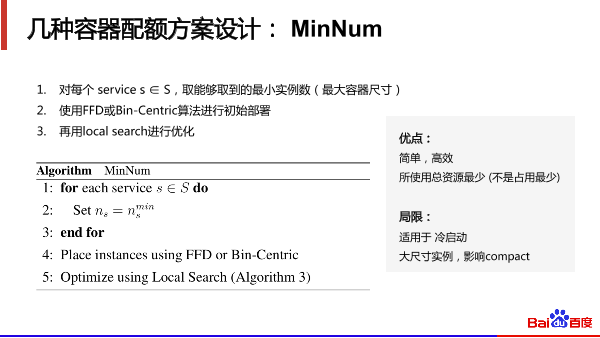 几种容器配额方案设计： MinNum
1. 对每个 service s ∈ S，取能够取到的最小实例数（最大容器尺寸）
2. 使用FFD或Bin-Centric算法进行初始部署
3. 再用local search进行优化
Algorithm MinNum
1: for each service s ∈ S do
2: Set n_s = n_s^{min}
3: end for
4: Place instances using FFD or Bin-Centric
5: Optimize using Local Search (Algorithm 3)
优点：
简单，高效
所使用总资源最少 (不是占用最少)
局限：
适用于 冷启动
大尺寸实例，影响compact
Bai du 百度